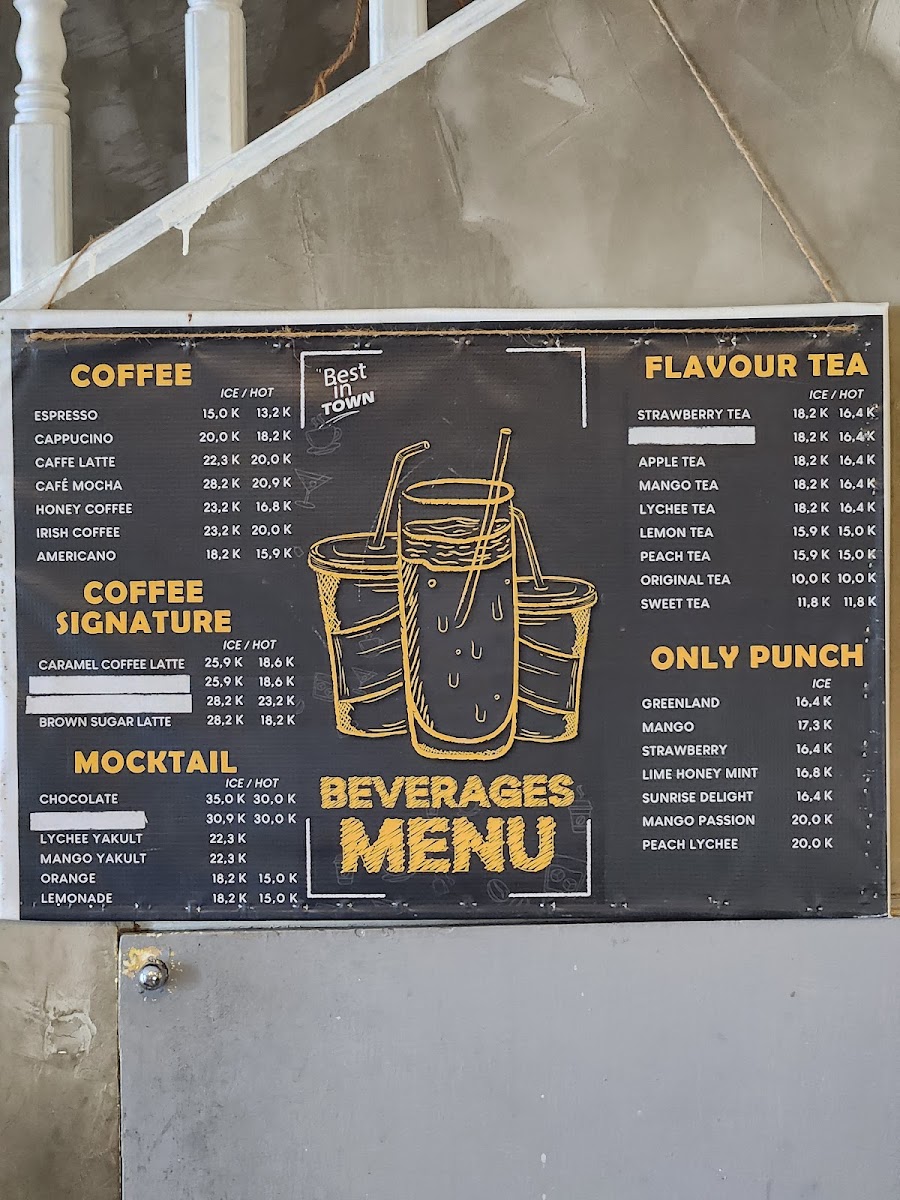 COFFEE
ICE / HOT
ESPRESSO 15,0 K 13,2 K
CAPPUCINO 20,0 K 18,2 K
CAFFE LATTE 22,3 K 20,0 K
CAFÉ MOCHA 28,2 K 20,9 K
HONEY COFFEE 23,2 K 16,8 K
IRISH COFFEE 23,2 K 20,0 K
AMERICANO 18,2 K 15,9 K
COFFEE
SIGNATURE
ICE / HOT
CARAMEL COFFEE LATTE 25,9 K 18,6 K
25,9 K 18,6 K
28,2 K 23,2 K
BROWN SUGAR LATTE 28,2 K 18,2 K
MOCKTAIL
ICE / HOT
CHOCOLATE 35,0 K 30,0 K
30,9 K 30,0 K
LYCHEE YAKULT 22,3 K
MANGO YAKULT 22,3 K
ORANGE 18,2 K 15,0 K
LEMONADE 18,2 K 15,0 K
"Best
in
TOWN
BEVERAGES
MENU
FLAVOUR TEA
ICE / HOT
STRAWBERRY TEA 18,2 K 16,4 K
18,2 K 16,4 K
APPLE TEA 18,2 K 16,4 K
MANGO TEA 18,2 K 16,4 K
LYCHEE TEA 18,2 K 16,4 K
LEMON TEA 15,9 K 15,0 K
PEACH TEA 15,9 K 15,0 K
ORIGINAL TEA 10,0 K 10,0 K
SWEET TEA 11,8 K 11,8 K
ONLY PUNCH
ICE
GREENLAND 16,4 K
MANGO 17,3 K
STRAWBERRY 16,4 K
LIME HONEY MINT 16,8 K
SUNRISE DELIGHT 16,4 K
MANGO PASSION 20,0 K
PEACH LYCHEE 20,0 K